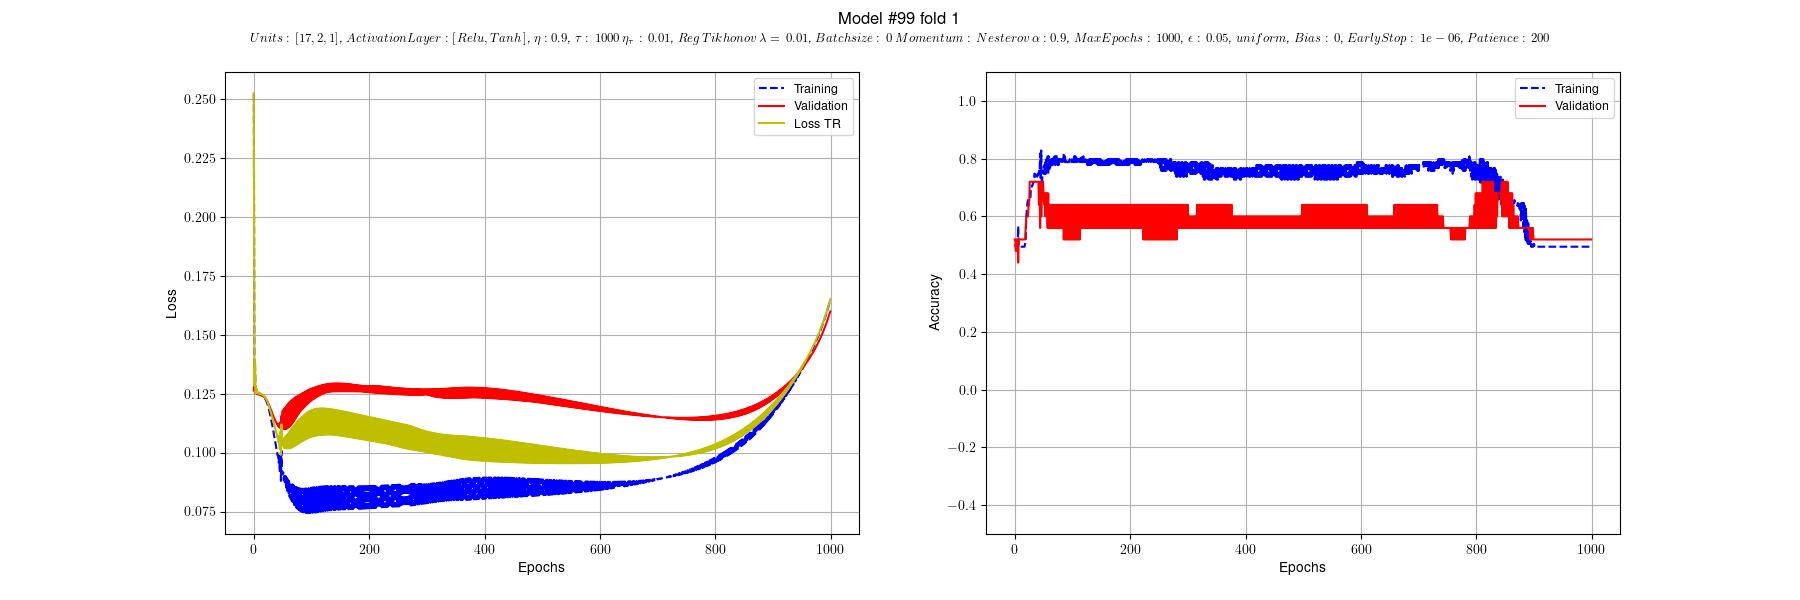 Model #99 fold 1
Units : [17, 2, 1], ActivationLayer : [Relu, Tanh], η : 0.9, τ : 1000 η_τ : 0.01, Reg Tikhonov λ = 0.01, Batchsize : 0 Momentum : Nesterov α : 0.9, MaxEpochs : 1000, ϵ : 0.05, uniform, Bias : 0, EarlyStop : 1e − 06, Patience : 200
Training
Validation
Loss TR
0.250
0.225
0.200
0.175
0.150
0.125
0.100
0.075
Loss
0 200 400 600 800 1000
Epochs
Training
Validation
1.0
0.8
0.6
0.4
0.2
0.0
−0.2
−0.4
Accuracy
0 200 400 600 800 1000
Epochs